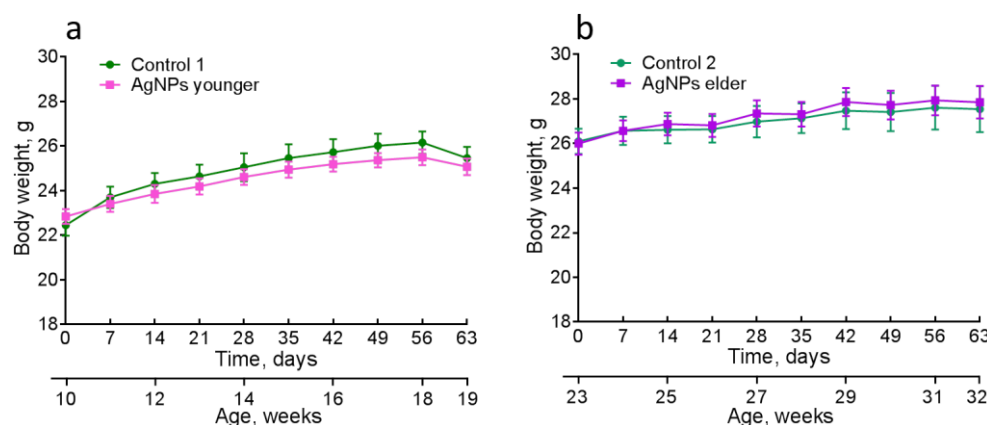 a
Control 1
AgNPs younger
Body weight, g
30
28
26
24
22
20
18
0 7 14 21 28 35 42 49 56 63
Time, days
10 12 14 16 18 19
Age, weeks
b
Control 2
AgNPs elder
Body weight, g
30
28
26
24
22
20
18
0 7 14 21 28 35 42 49 56 63
Time, days
23 25 27 29 31 32
Age, weeks